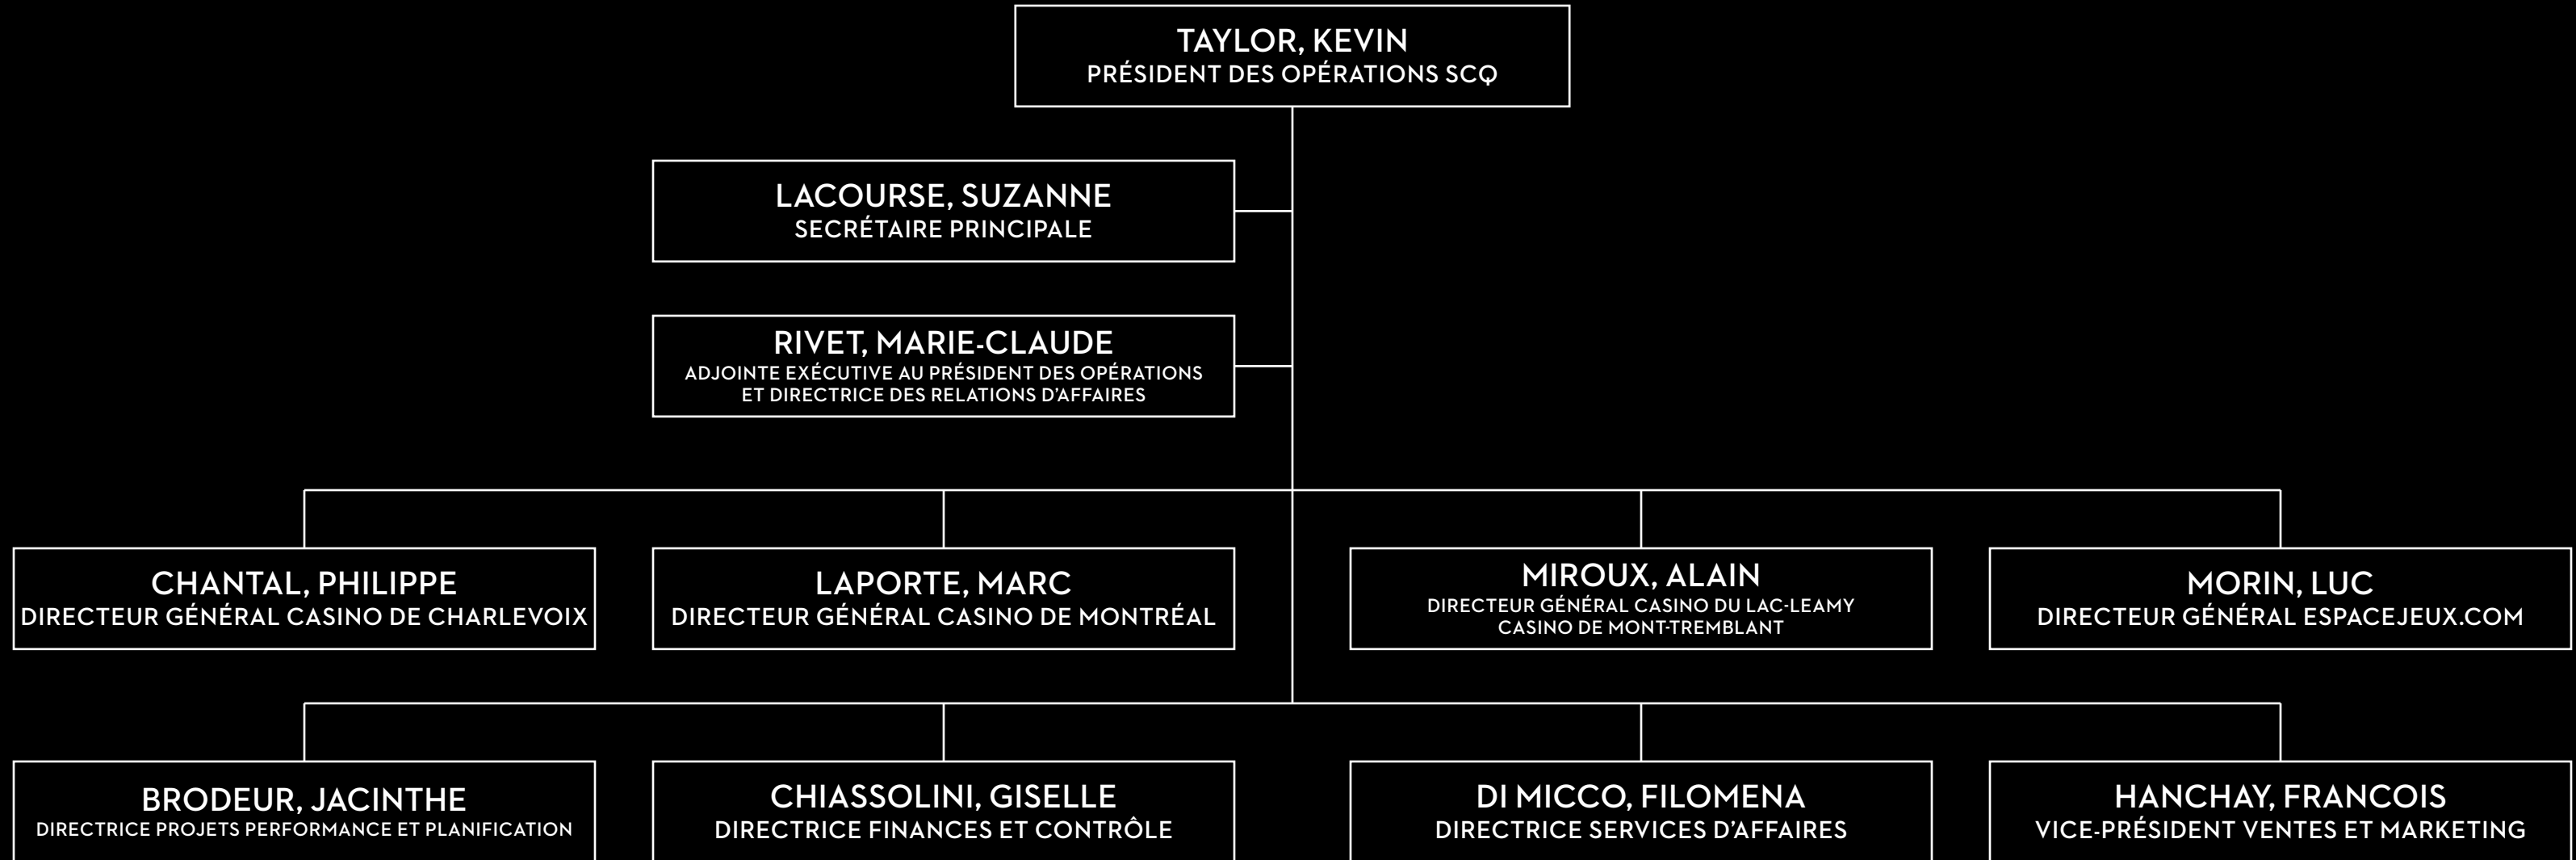 TAYLOR, KEVIN
PRÉSIDENT DES OPÉRATIONS SCQ
LACOURSE, SUZANNE
SECRÉTAIRE PRINCIPALE
RIVET, MARIE-CLAUDE
ADJOINTE EXÉCUTIVE AU PRÉSIDENT DES OPÉRATIONS
ET DIRECTRICE DES RELATIONS D'AFFAIRES
CHANTAL, PHILIPPE
DIRECTEUR GÉNÉRAL CASINO DE CHARLEVOIX
LAPORTE, MARC
DIRECTEUR GÉNÉRAL CASINO DE MONTRÉAL
MIROUX, ALAIN
DIRECTEUR GÉNÉRAL CASINO DU LAC-LEAMY
CASINO DE MONT-TREMBLANT
MORIN, LUC
DIRECTEUR GÉNÉRAL ESPACEJEUX.COM
BRODEUR, JACINTHE
DIRECTRICE PROJETS PERFORMANCE ET PLANIFICATION
CHIASSOLINI, GISELLE
DIRECTRICE FINANCES ET CONTRÔLE
DI MICCO, FILOMENA
DIRECTRICE SERVICES D'AFFAIRES
HANCHAY, FRANCOIS
VICE-PRÉSIDENT VENTES ET MARKETING